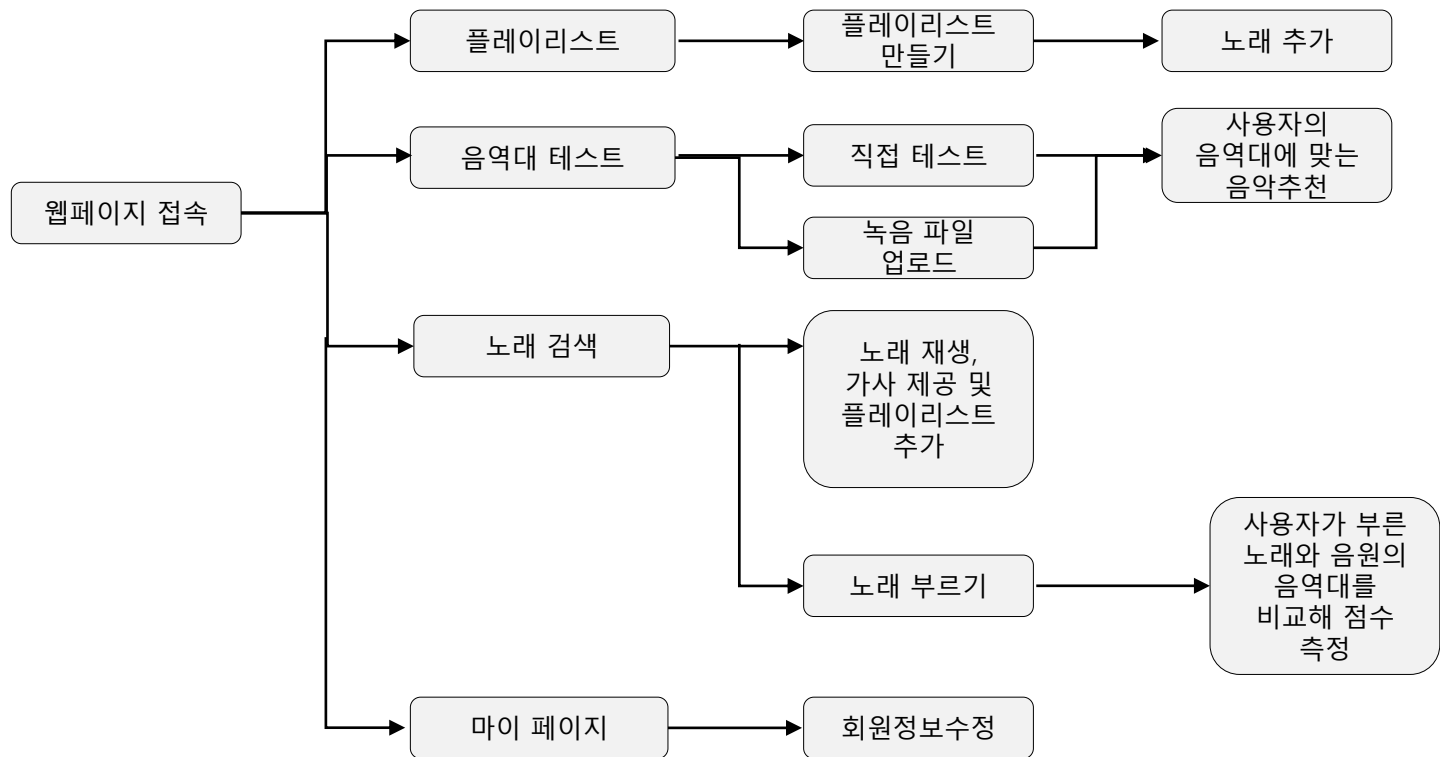 플레이리스트
플레이리스트
만들기
노래 추가
음역대 테스트
직접 테스트
사용자의
음역대에 맞는
음악추천
웹페이지 접속
녹음 파일
업로드
노래 검색
노래 재생,
가사 제공 및
플레이리스트
추가
노래 부르기
사용자가 부른
노래와 음원의
음역대를
비교해 점수
측정
마이 페이지
회원정보수정